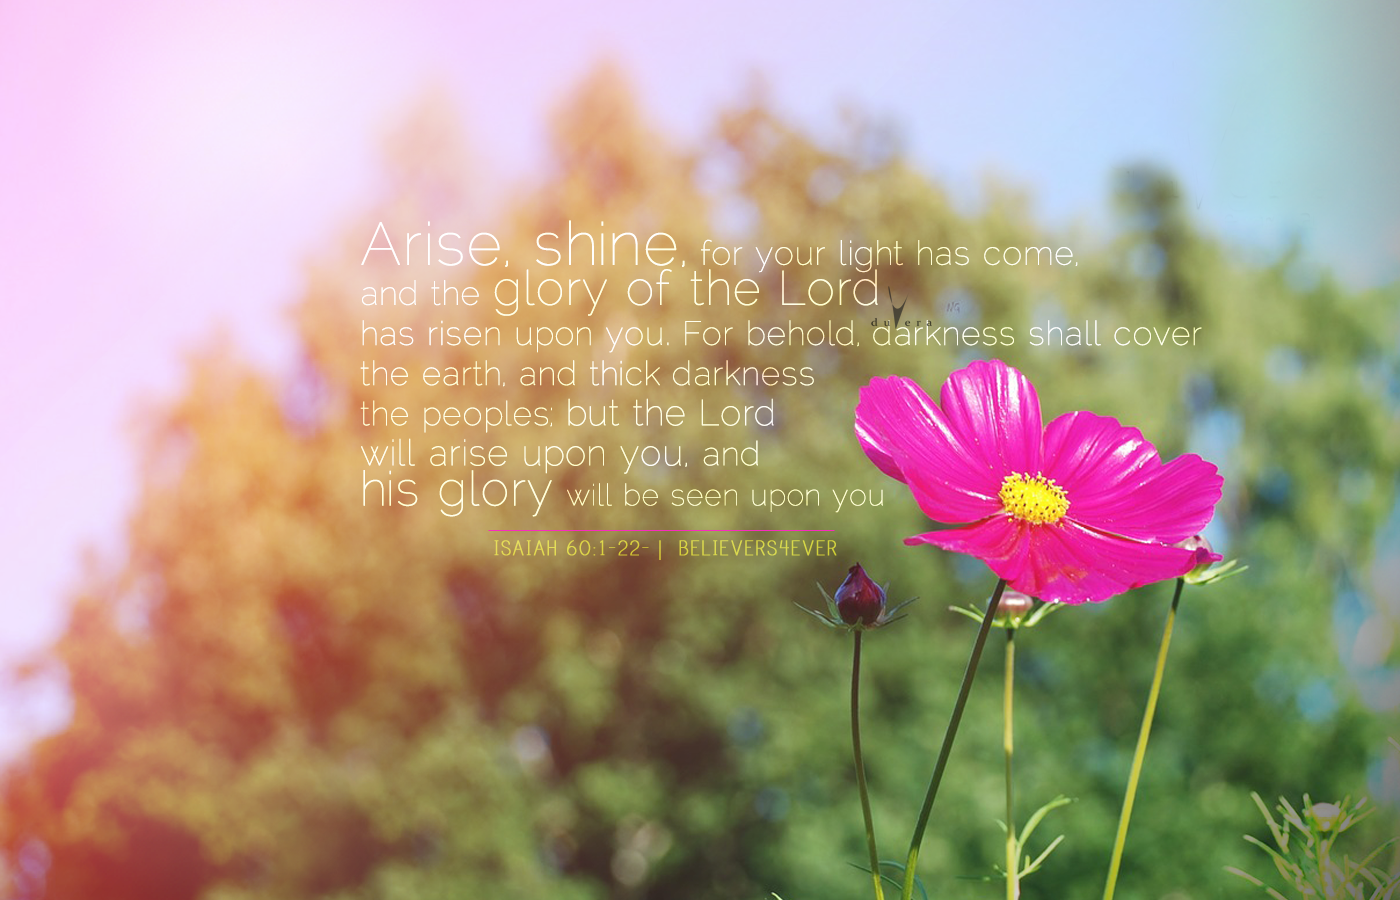 Arise, shine, for your light has come,
and the glory of the Lord
duvera
NG
has risen upon you. For behold, darkness shall cover
the earth, and thick darkness
the peoples; but the Lord
will arise upon you, and
his glory will be seen upon you
ISAIAH 60:1-22- | BELIEVERS4EVER